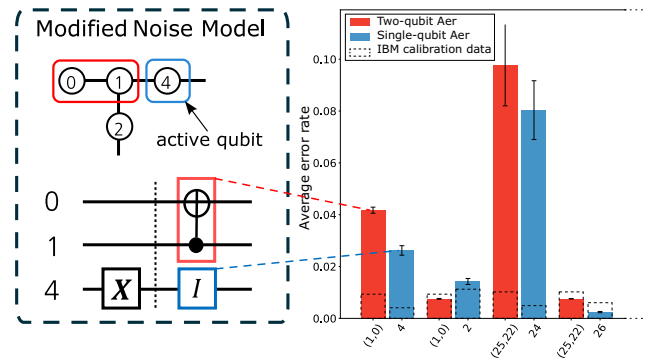 Modified Noise Model
0
1
4
2
active qubit
0
1
4
X
I
Two-qubit Aer
Single-qubit Aer
IBM calibration data
Average error rate
0.10
0.08
0.06
0.04
0.02
0.00
(1,0)
4
(1,0)
2
(25,22)
24
(25,22)
26